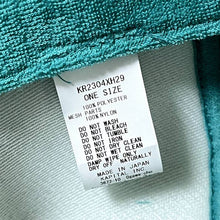 KR2304XH29
ONE SIZE
100% POLYESTER
MESH PARTS
100% NYLON
DO NOT WASH
DO NOT BLEACH
DO NOT TUMBLE
DO NOT IRON
DO NOT DRY CLEAN
DO NOT WET CLEAN
DAMP WIPE ONLY
DRY OFF NATURALLY
MADE IN JAPAN
KAPITAL INC.